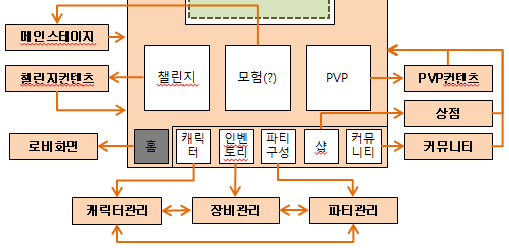 메인스테이지
챌린지컨텐츠
챌린지
모험(?)
PVP
PVP컨텐츠
상점
로비화면
홈
캐릭
터
인벤
토리
파티
구성
샵
커뮤
니티
커뮤니티
캐릭터관리
장비관리
파티관리